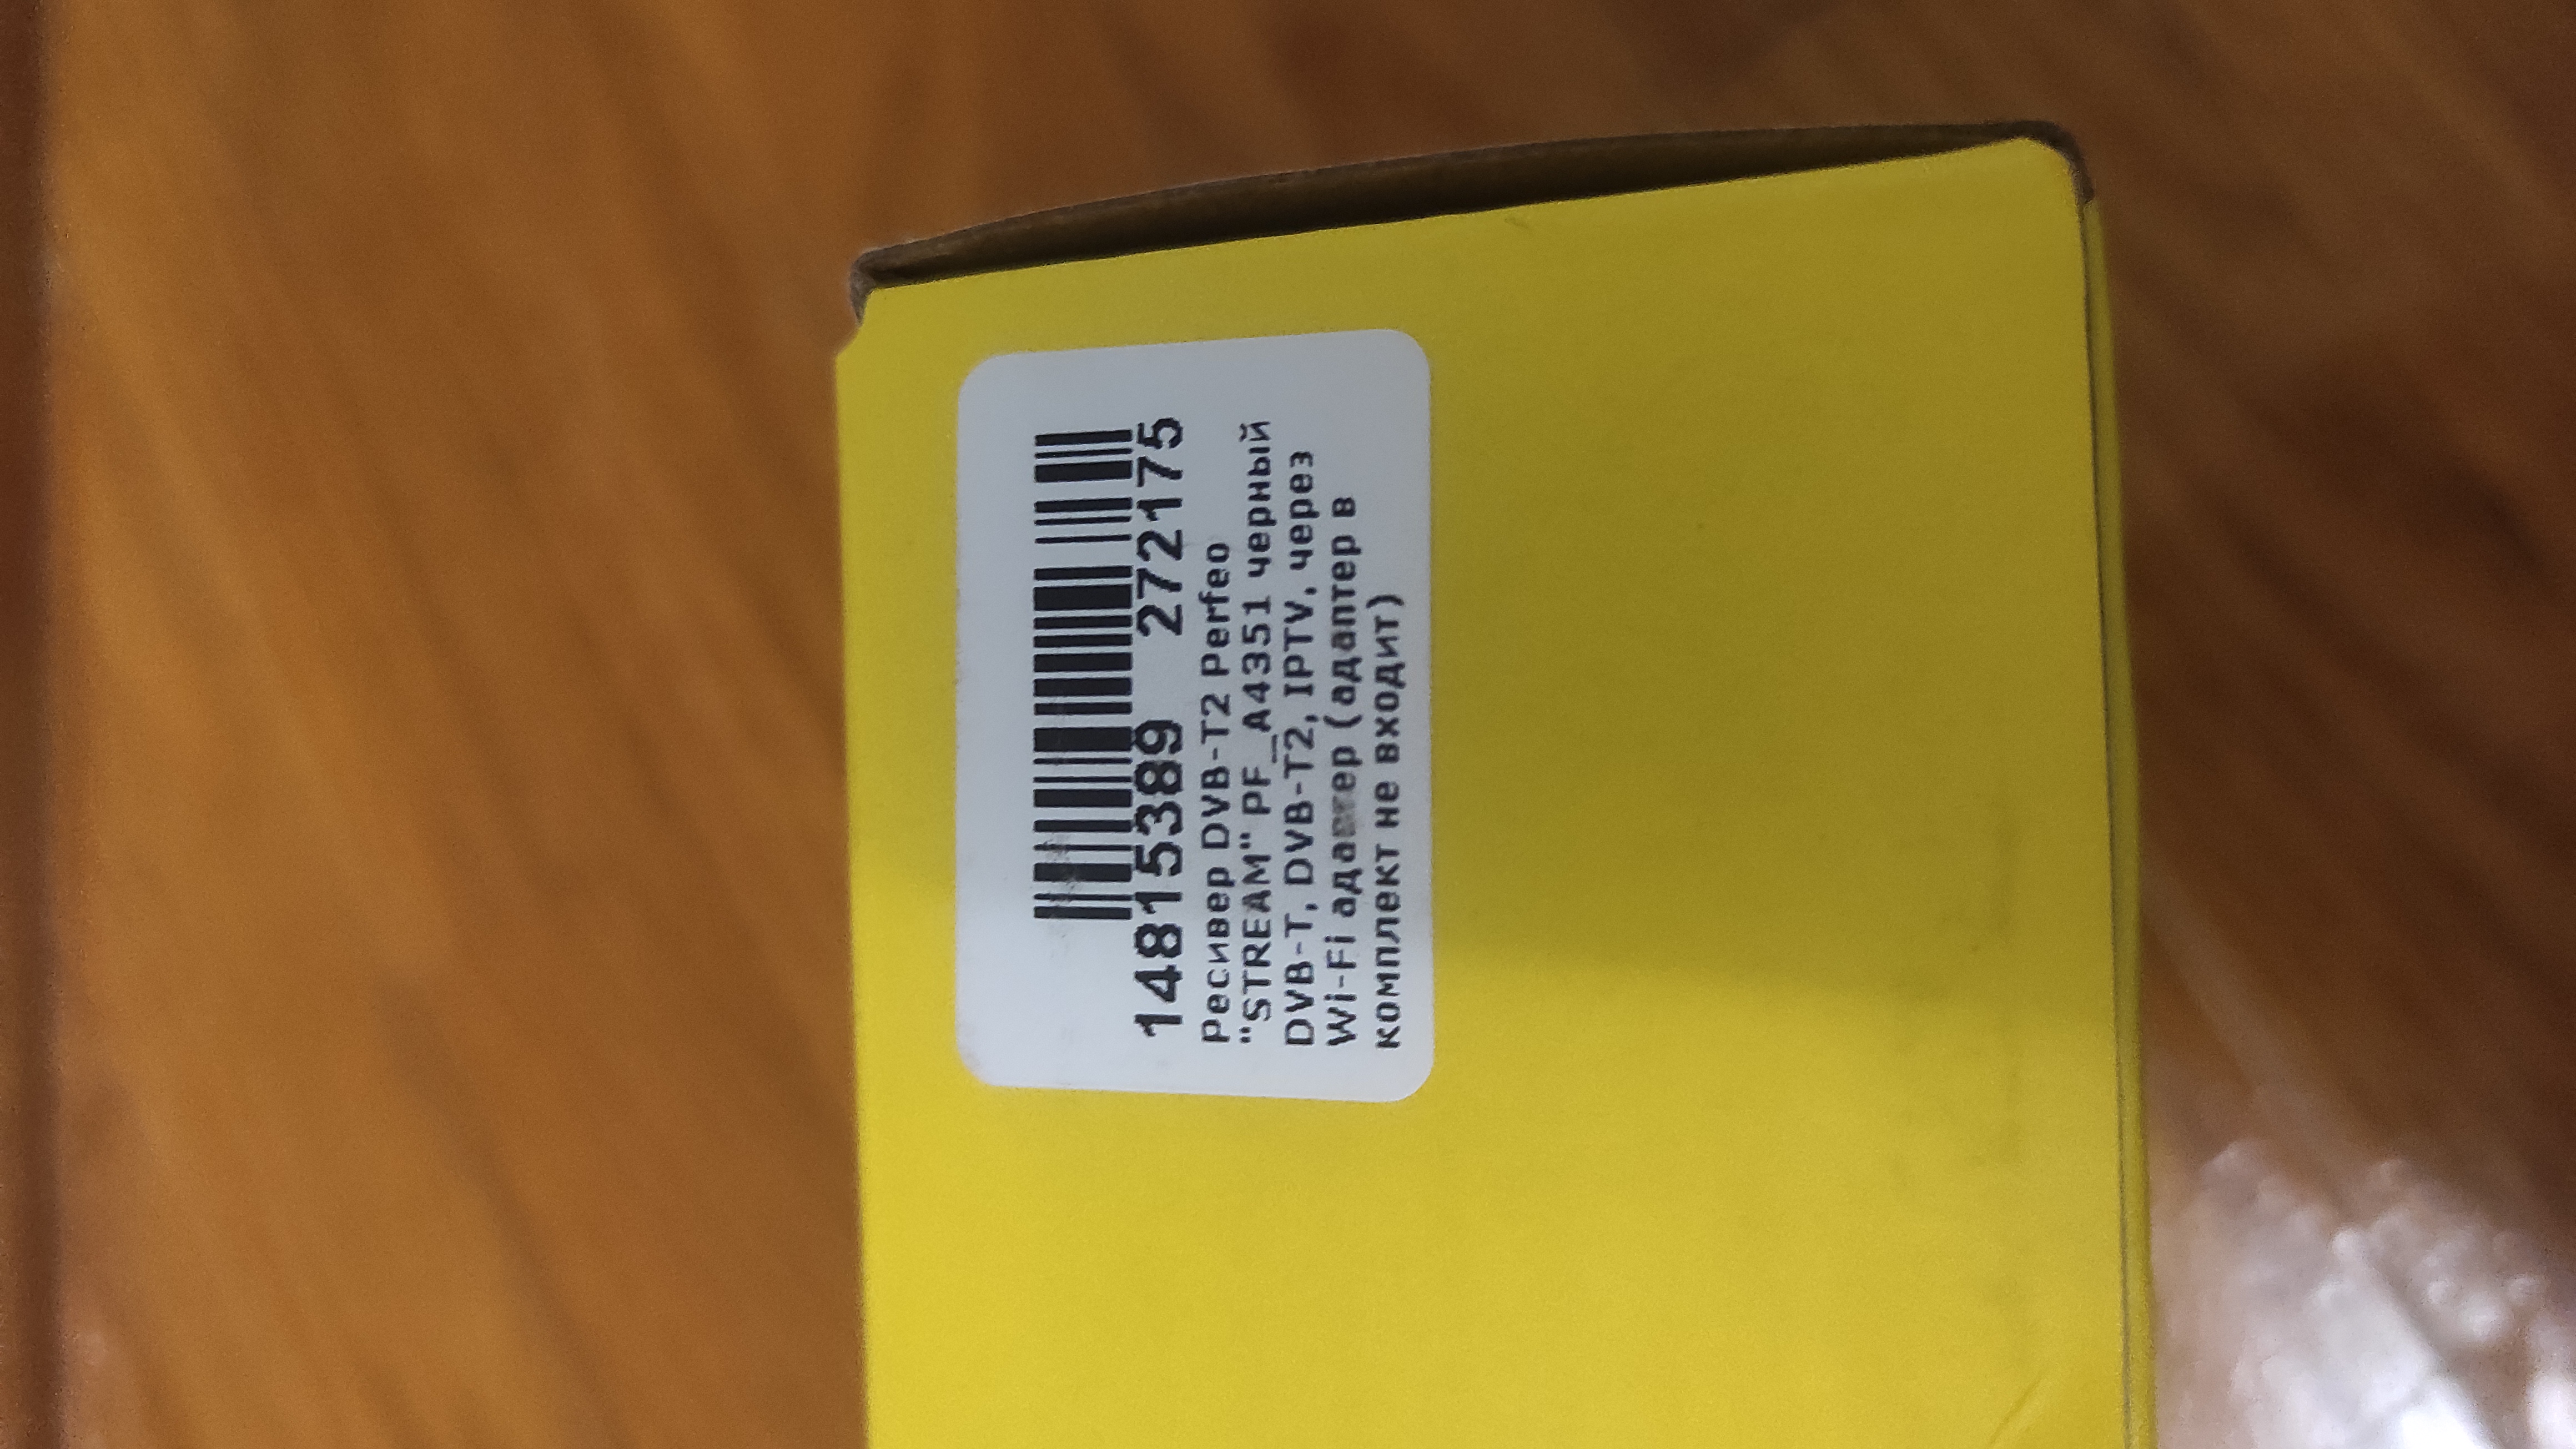 14815389 272175
Ресивер DVB-T2 Perfeo
"STREAM" PF_A4351 черный
DVB-T, DVB-T2, IPTV, через
Wi-Fi адаптер (адаптер в
комплект не входит)